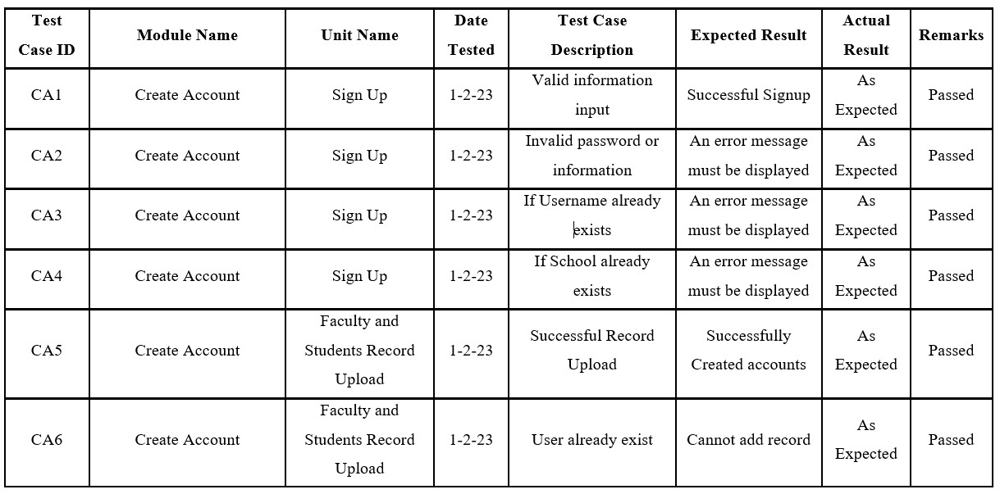 Test Case ID | Module Name | Unit Name | Date Tested | Test Case Description | Expected Result | Actual Result | Remarks
CA1 | Create Account | Sign Up | 1-2-23 | Valid information input | Successful Signup | As Expected | Passed
CA2 | Create Account | Sign Up | 1-2-23 | Invalid password or information | An error message must be displayed | As Expected | Passed
CA3 | Create Account | Sign Up | 1-2-23 | If Username already exists | An error message must be displayed | As Expected | Passed
CA4 | Create Account | Sign Up | 1-2-23 | If School already exists | An error message must be displayed | As Expected | Passed
CA5 | Create Account | Faculty and Students Record Upload | 1-2-23 | Successful Record Upload | Successfully Created accounts | As Expected | Passed
CA6 | Create Account | Faculty and Students Record Upload | 1-2-23 | User already exist | Cannot add record | As Expected | Passed